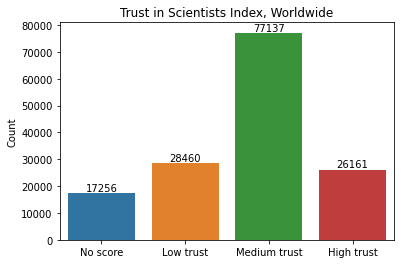 Trust in Scientists Index, Worldwide
80000
70000
60000
50000
40000
30000
20000
10000
0
Count
17256
28460
77137
26161
No score
Low trust
Medium trust
High trust